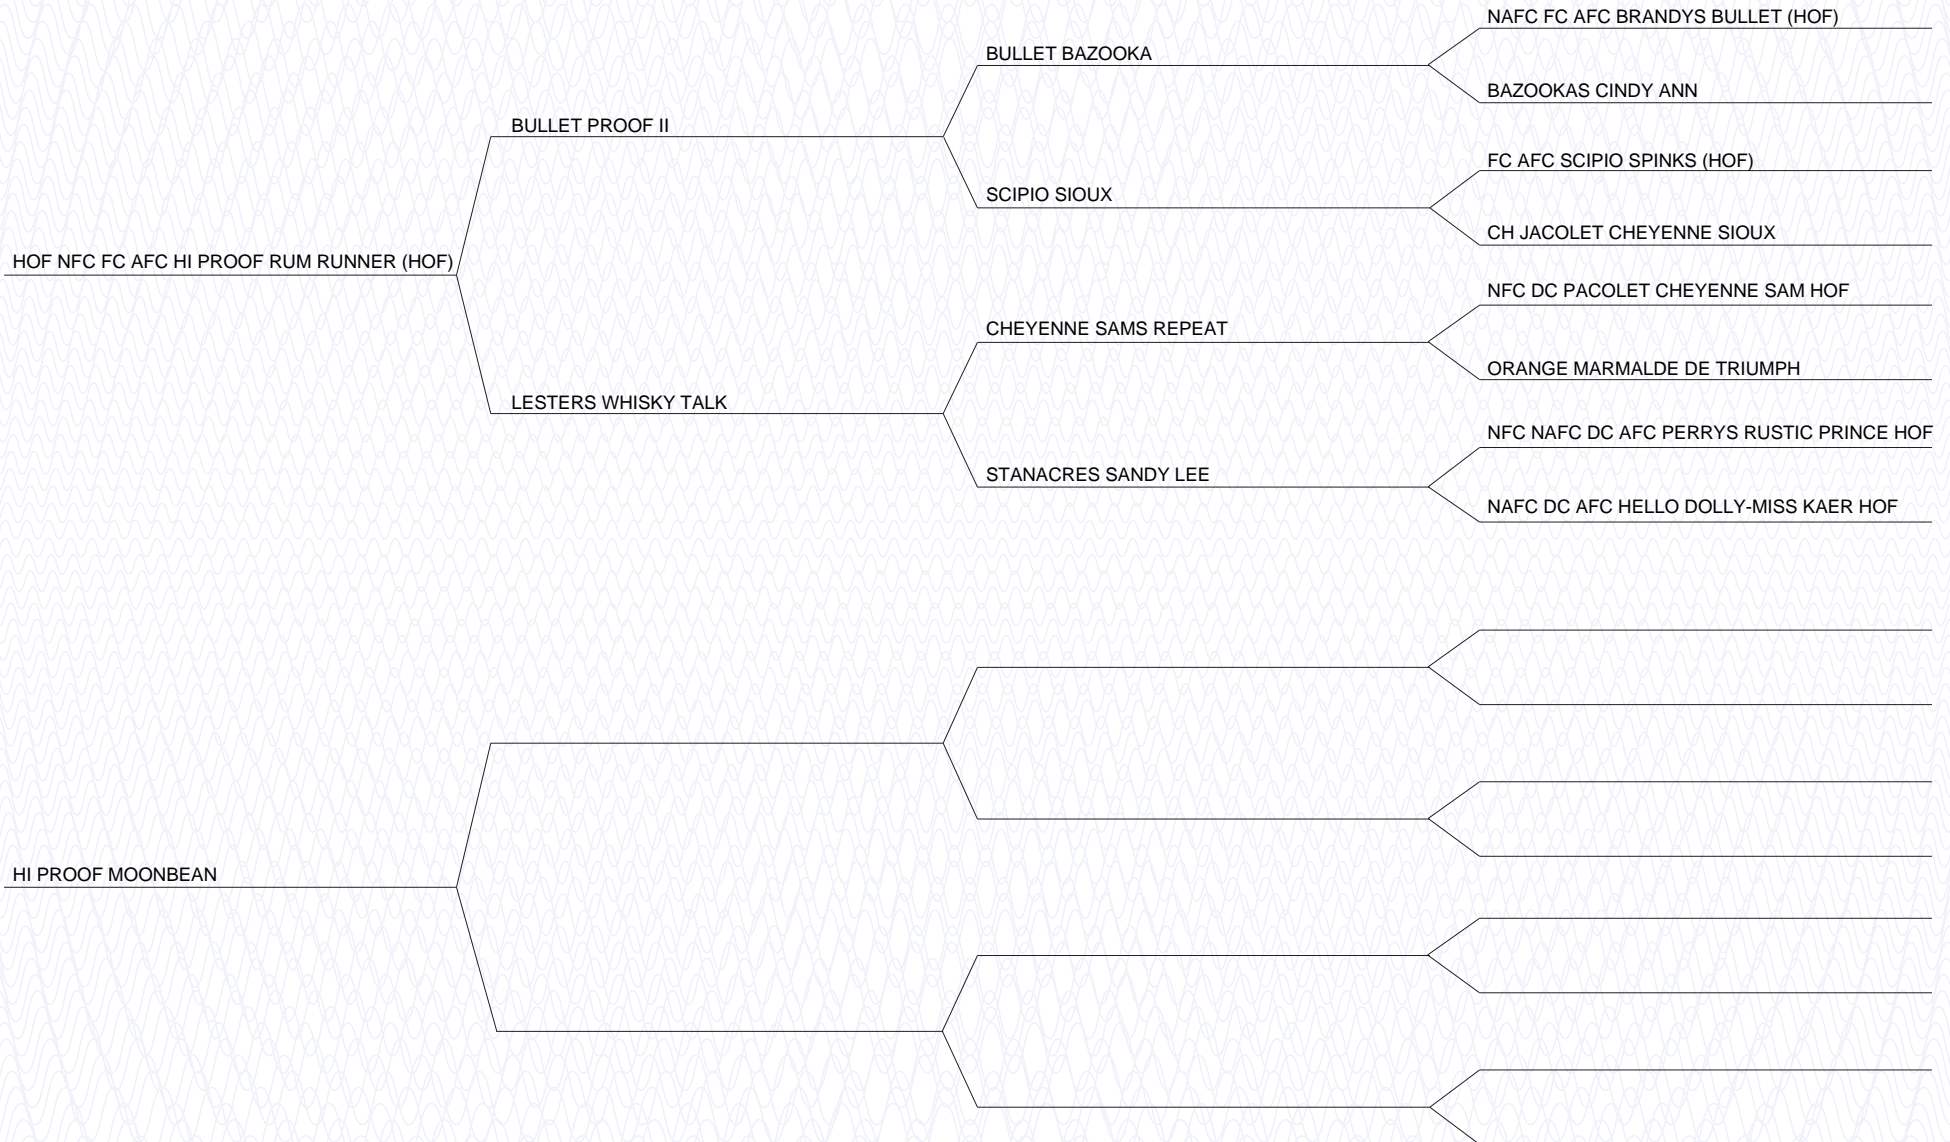 NAFC FC AFC BRANDYS BULLET (HOF)
BULLET BAZOOKA
BAZOOKAS CINDY ANN
BULLET PROOF II
FC AFC SCIPIO SPINKS (HOF)
SCIPIO SIOUX
CH JACOLET CHEYENNE SIOUX
HOF NFC FC AFC HI PROOF RUM RUNNER (HOF)
NFC DC PACOLET CHEYENNE SAM HOF
CHEYENNE SAMS REPEAT
ORANGE MARMALDE DE TRIUMPH
LESTERS WHISKY TALK
NFC NAFC DC AFC PERRYS RUSTIC PRINCE HOF
STANACRES SANDY LEE
NAFC DC AFC HELLO DOLLY-MISS KAER HOF
HI PROOF MOONBEAN